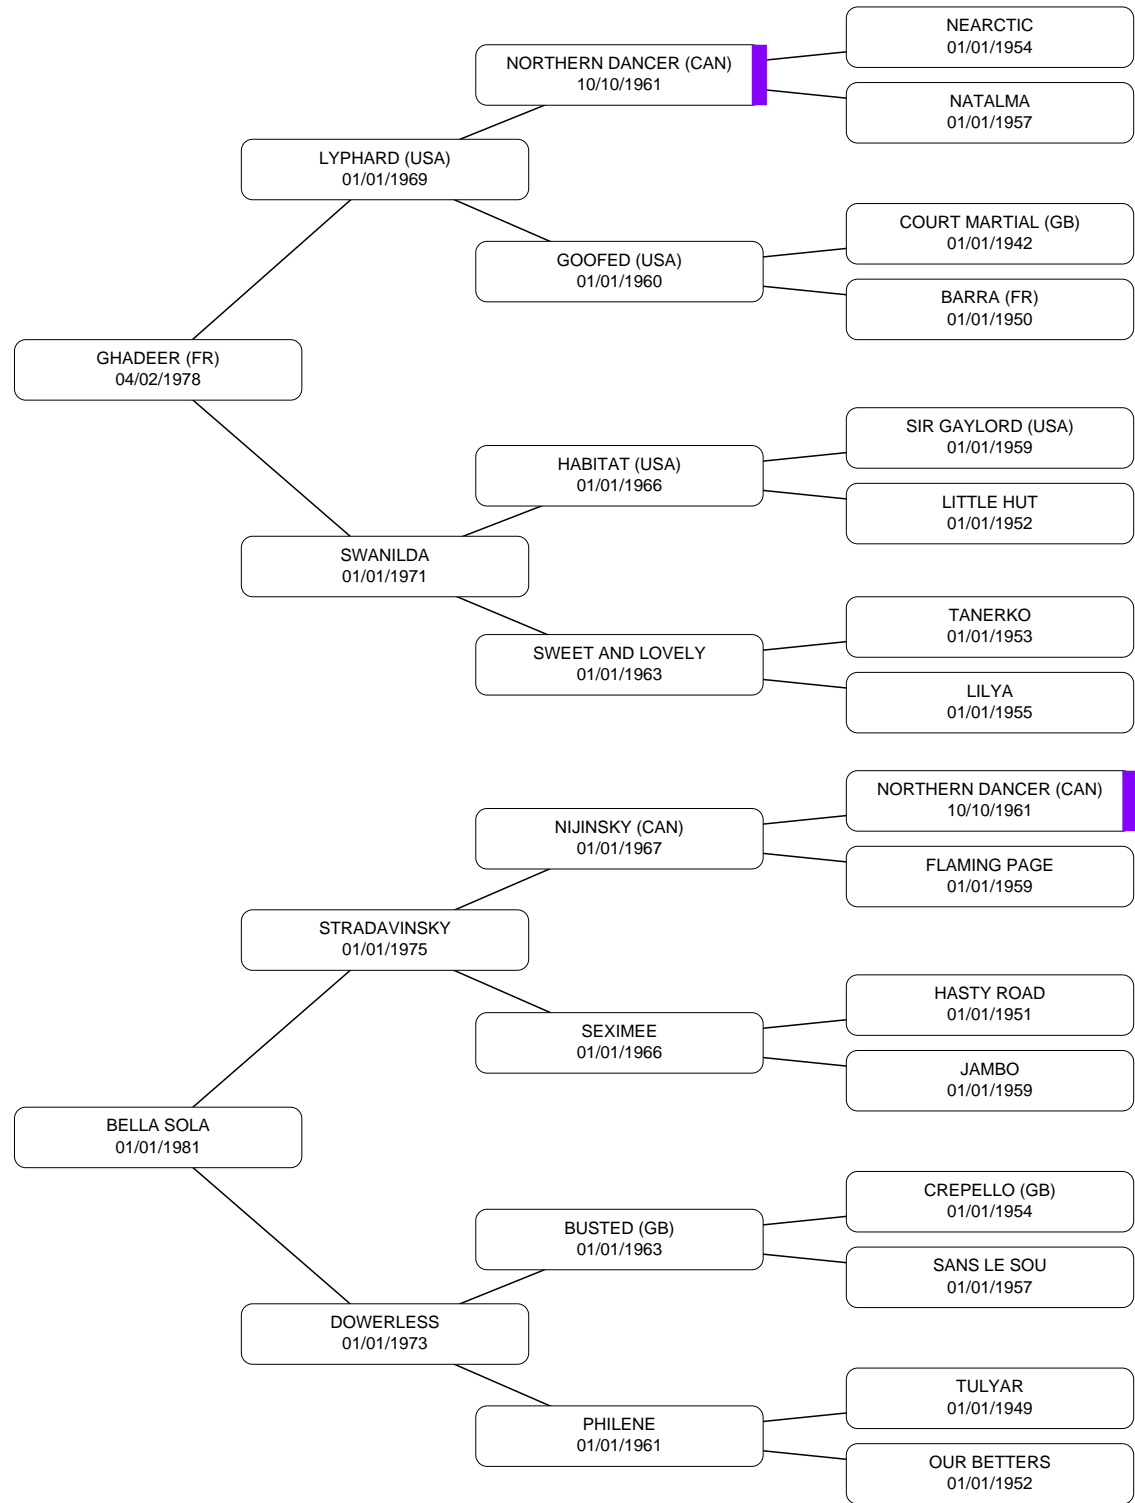 NEARCTIC
01/01/1954
NORTHERN DANCER (CAN)
10/10/1961
NATALMA
01/01/1957
LYPHARD (USA)
01/01/1969
COURT MARTIAL (GB)
01/01/1942
GOOFED (USA)
01/01/1960
BARRA (FR)
01/01/1950
GHADEER (FR)
04/02/1978
SIR GAYLORD (USA)
01/01/1959
HABITAT (USA)
01/01/1966
LITTLE HUT
01/01/1952
SWANILDA
01/01/1971
TANERKO
01/01/1953
SWEET AND LOVELY
01/01/1963
LILYA
01/01/1955
NORTHERN DANCER (CAN)
10/10/1961
NIJINSKY (CAN)
01/01/1967
FLAMING PAGE
01/01/1959
STRADAVINSKY
01/01/1975
HASTY ROAD
01/01/1951
SEXIMEE
01/01/1966
JAMBO
01/01/1959
BELLA SOLA
01/01/1981
CREPELLO (GB)
01/01/1954
BUSTED (GB)
01/01/1963
SANS LE SOU
01/01/1957
DOWERLESS
01/01/1973
TULYAR
01/01/1949
PHILENE
01/01/1961
OUR BETTERS
01/01/1952